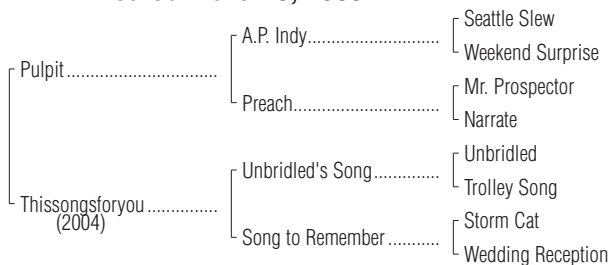 Seattle Slew
A.P. Indy
Weekend Surprise
Pulpit
Mr. Prospector
Preach
Narrate
Unbridled
Unbridled's Song
Trolley Song
Thissongsforyou
(2004)
Storm Cat
Song to Remember
Wedding Reception